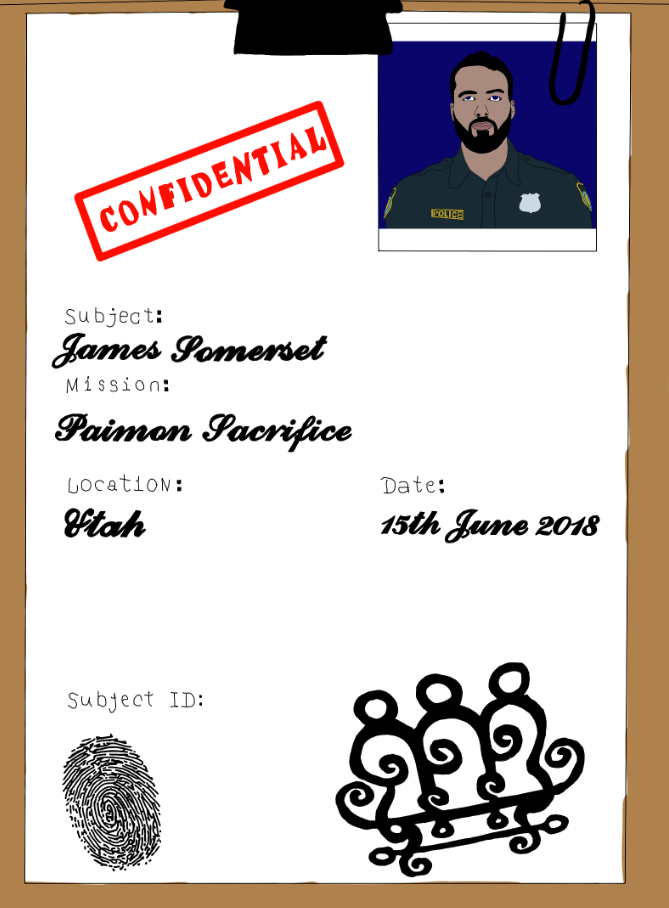 CONFIDENTIAL
POLICE
Subject:
James Somerset
Mission:
Paimon Sacrifice
Location:
Date:
Utah
15th June 2018
Subject ID: